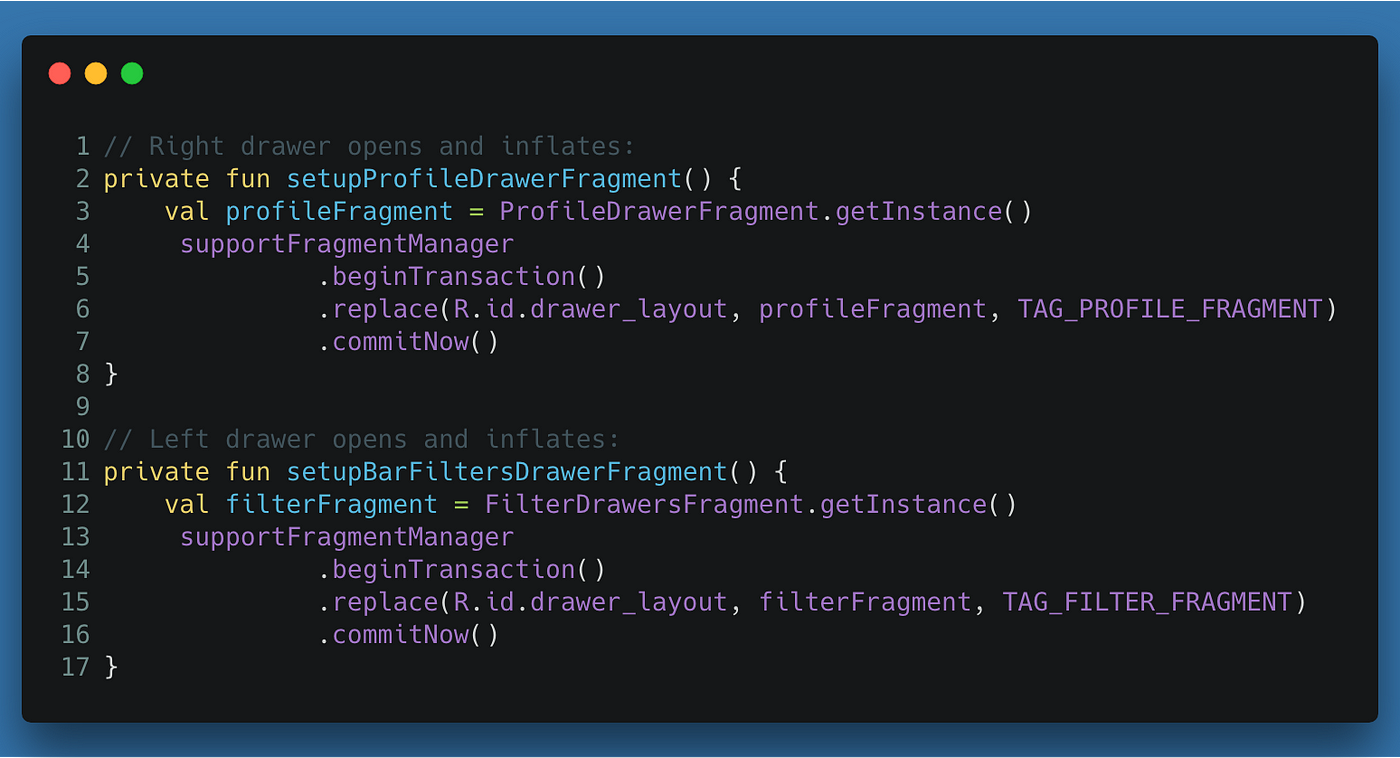 1 // Right drawer opens and inflates:
2 private fun setupProfileDrawerFragment() {
3     val profileFragment = ProfileDrawerFragment.getInstance()
4      supportFragmentManager
5               .beginTransaction()
6               .replace(R.id.drawer_layout, profileFragment, TAG_PROFILE_FRAGMENT)
7               .commitNow()
8 }
9
10 // Left drawer opens and inflates:
11 private fun setupBarFiltersDrawerFragment() {
12     val filterFragment = FilterDrawersFragment.getInstance()
13      supportFragmentManager
14               .beginTransaction()
15               .replace(R.id.drawer_layout, filterFragment, TAG_FILTER_FRAGMENT)
16               .commitNow()
17 }